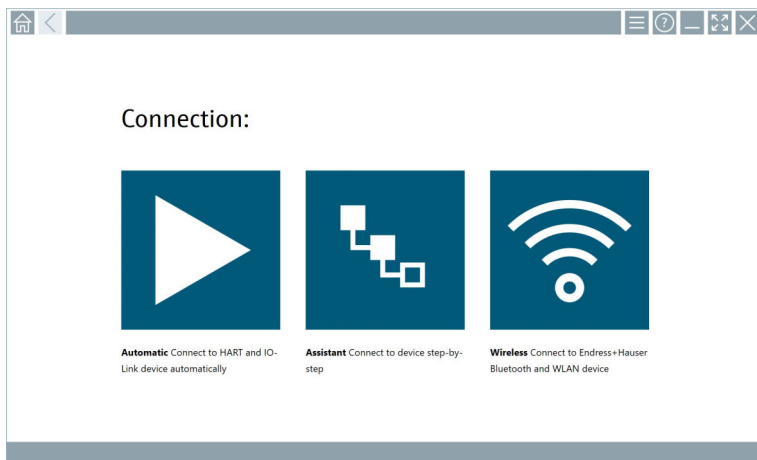 Connection:
Automatic Connect to HART and IO-
Link device automatically
Assistant Connect to device step-by-
step
Wireless Connect to Endress+Hauser
Bluetooth and WLAN device